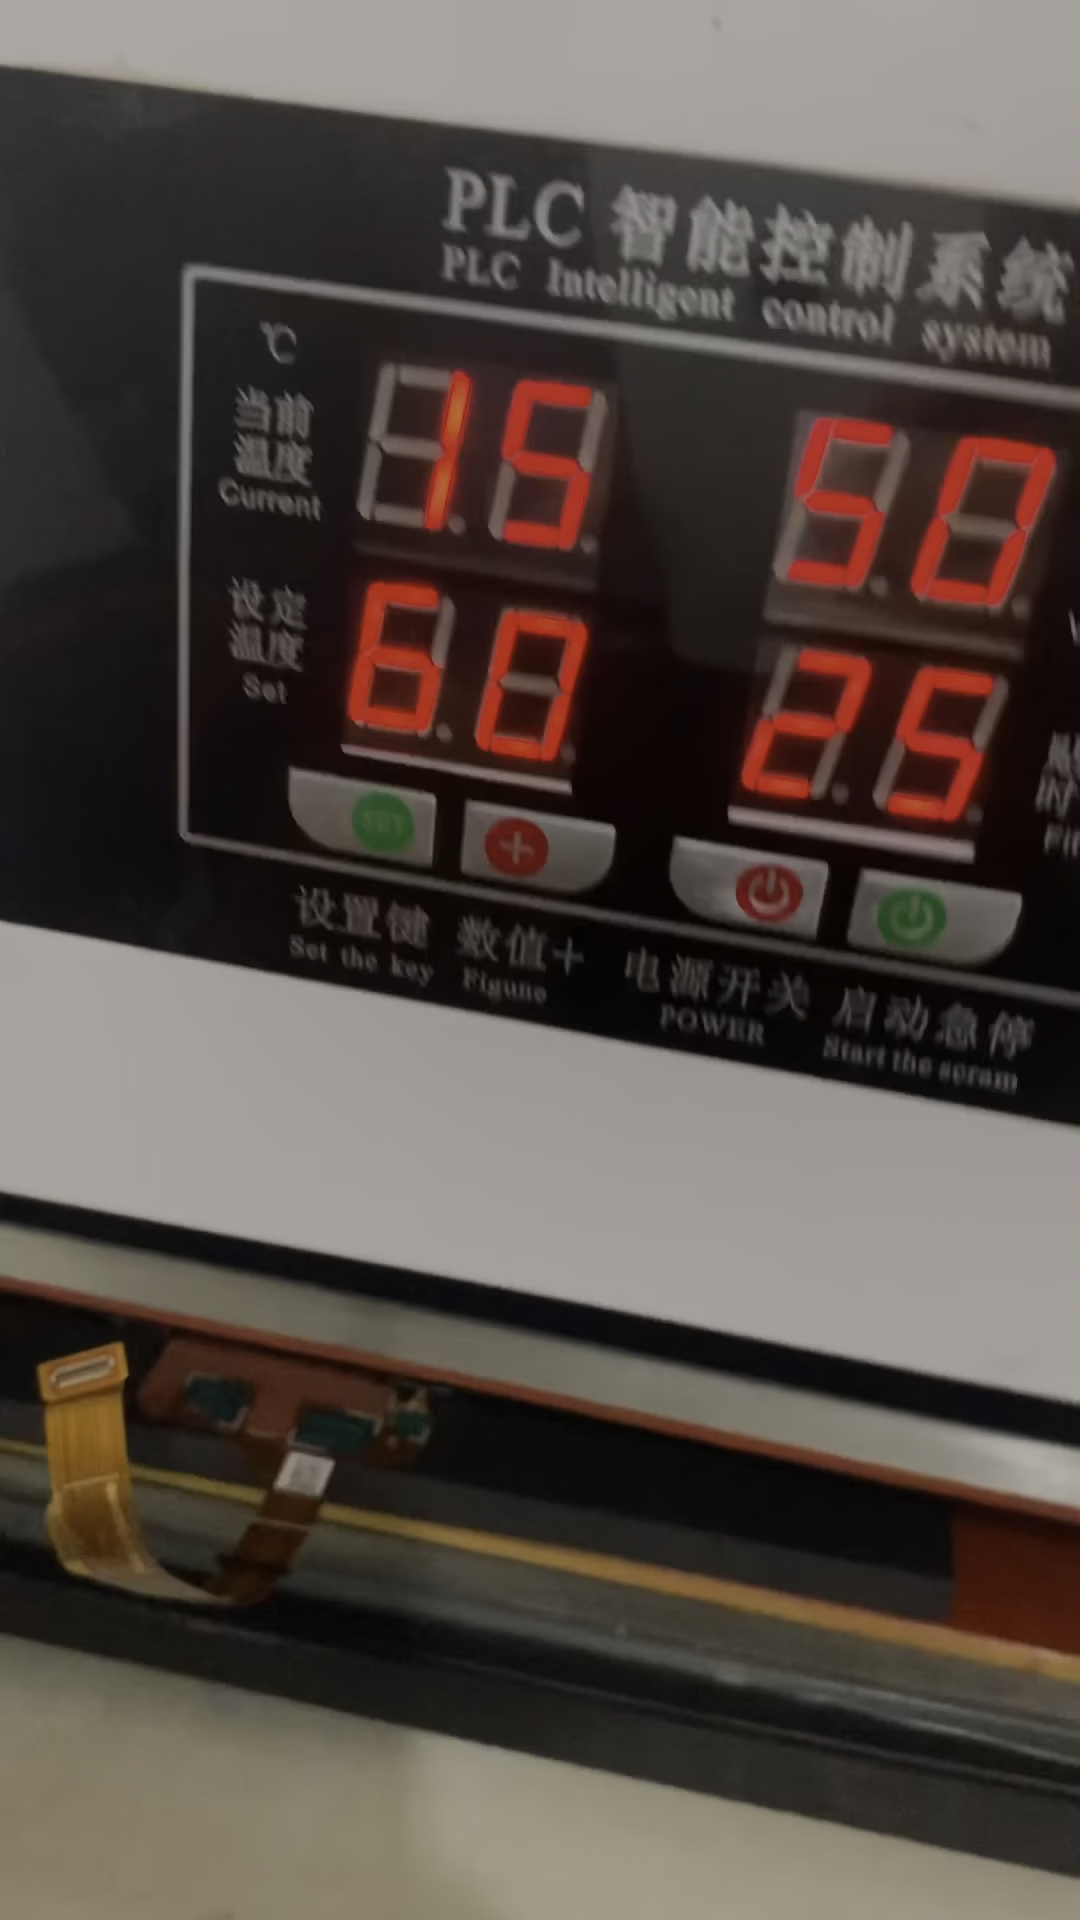 PLC 智能控制系统
PLC Intelligent control system
℃
当前
温度
Current
15
50
设定
温度
Set
60
25
时
SET
+
设置键 数值+ 电源开关 启动急停
Set the key Figune POWER Start the scram